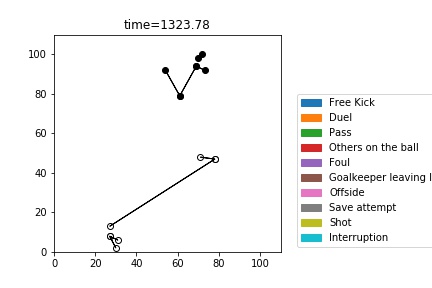 time=1323.78
100
80
60
40
20
0
0 20 40 60 80 100
Free Kick
Duel
Pass
Others on the ball
Foul
Goalkeeper leaving l
Offside
Save attempt
Shot
Interruption